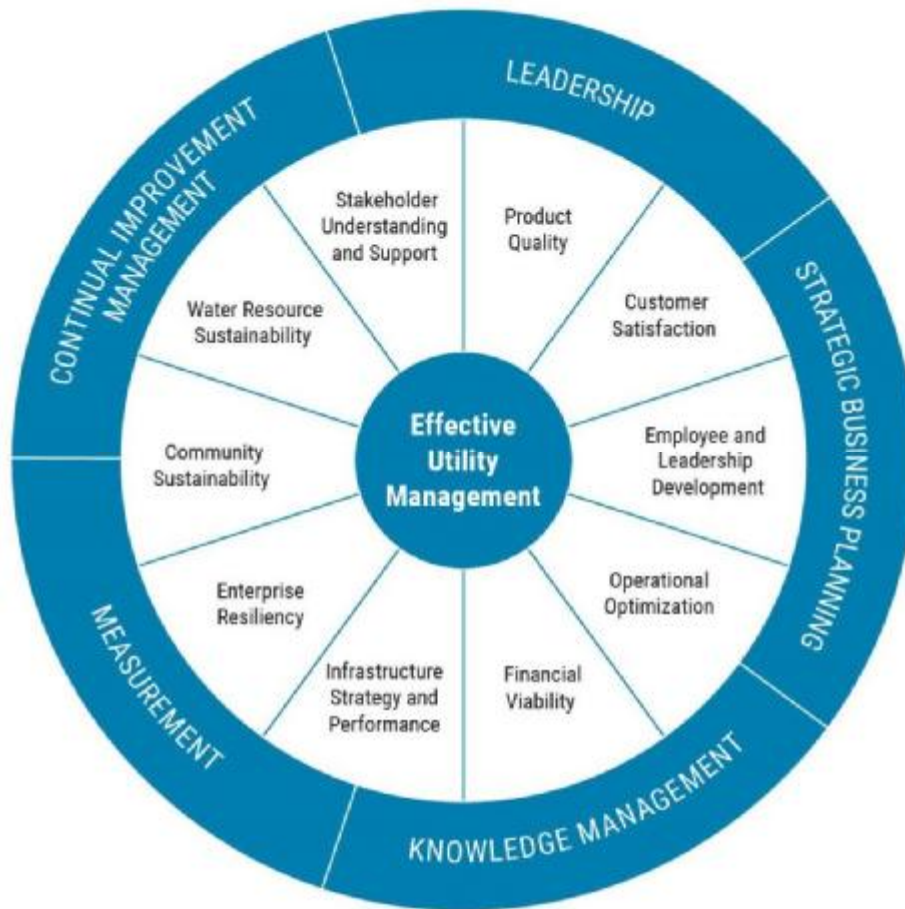 LEADERSHIP
STRATEGIC BUSINESS PLANNING
KNOWLEDGE MANAGEMENT
MEASUREMENT
CONTINUAL IMPROVEMENT
MANAGEMENT
Stakeholder
Understanding
and Support
Product
Quality
Customer
Satisfaction
Employee and
Leadership
Development
Operational
Optimization
Financial
Viability
Infrastructure
Strategy and
Performance
Enterprise
Resiliency
Community
Sustainability
Water Resource
Sustainability
Effective
Utility
Management